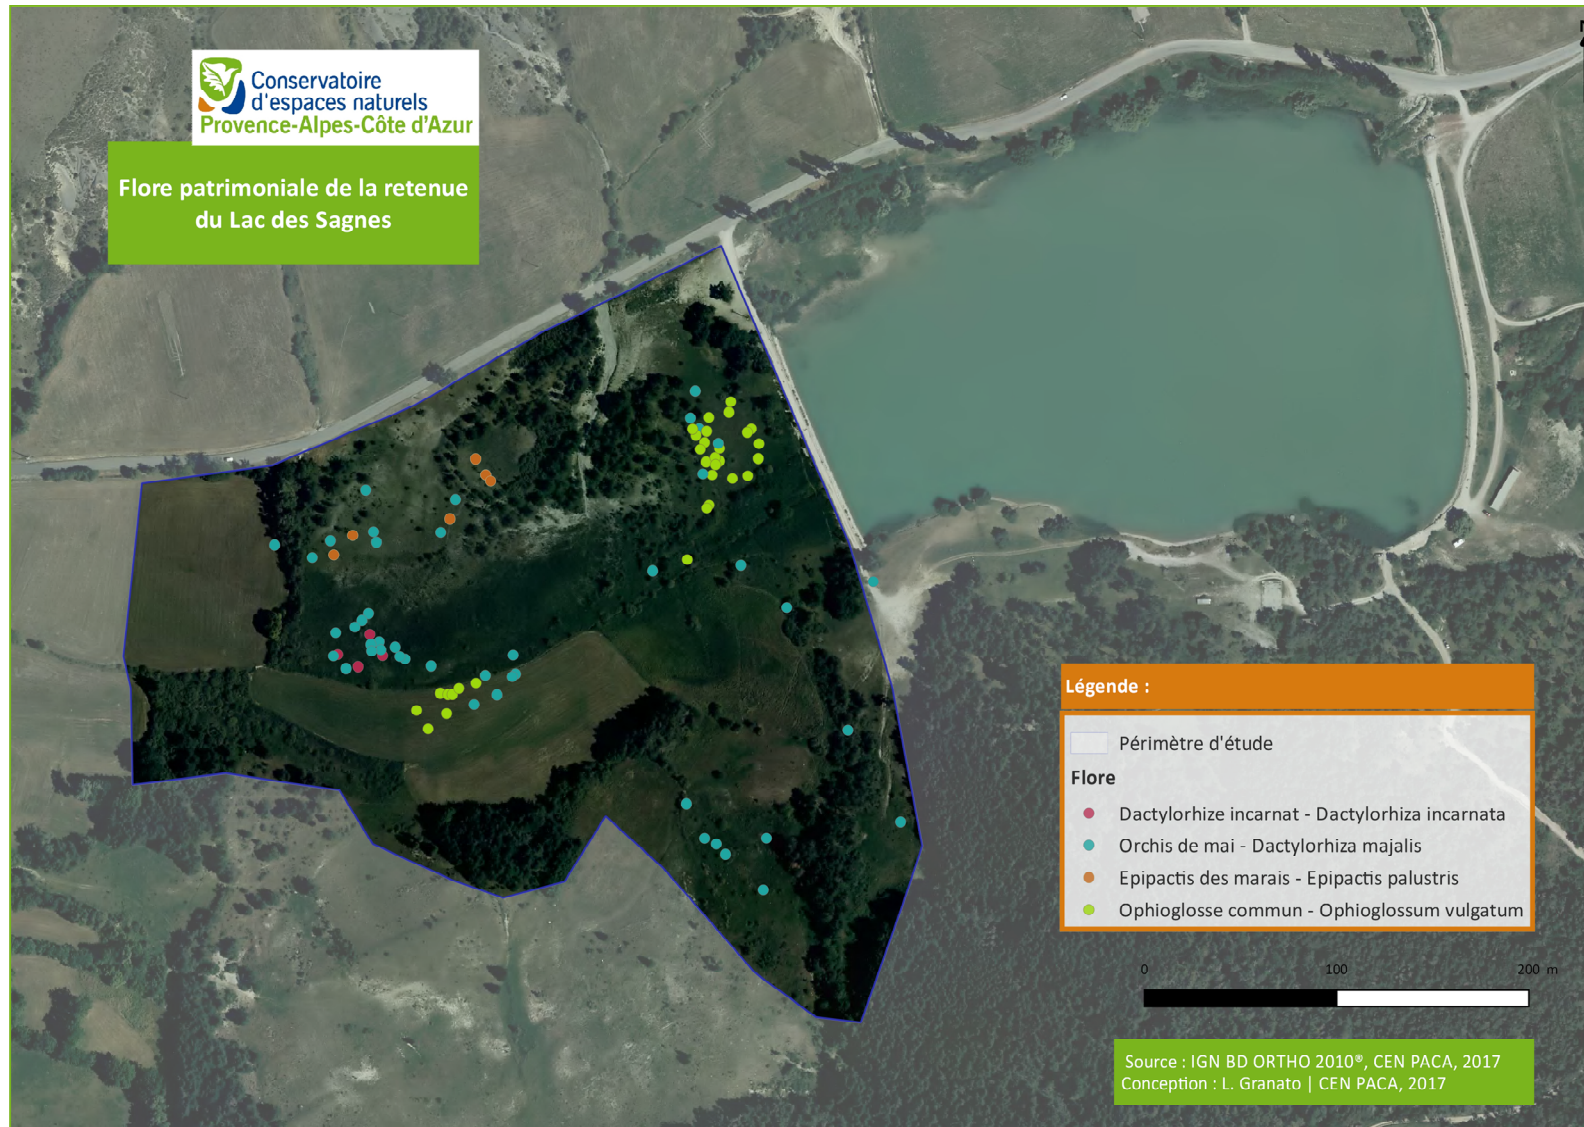 Conservatoire
d'espaces naturels
Provence-Alpes-Côte d'Azur
Flore patrimoniale de la retenue
du Lac des Sagnes
Légende :
Périmètre d'étude
Flore
Dactylorhize incarnat - Dactylorhiza incarnata
Orchis de mai - Dactylorhiza majalis
Epipactis des marais - Epipactis palustris
Ophioglosse commun - Ophioglossum vulgatum
0 100 200 m
Source : IGN BD ORTHO 2010®, CEN PACA, 2017
Conception : L. Granato | CEN PACA, 2017